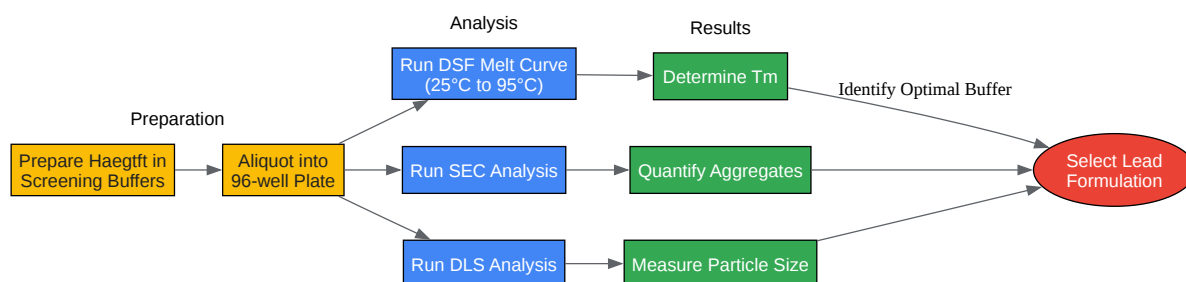 Preparation
Prepare Haegtft in
Screening Buffers
Aliquot into
96-well Plate
Analysis
Run DSF Melt Curve
(25°C to 95°C)
Run SEC Analysis
Run DLS Analysis
Results
Determine Tm
Quantify Aggregates
Measure Particle Size
Identify Optimal Buffer
Select Lead
Formulation